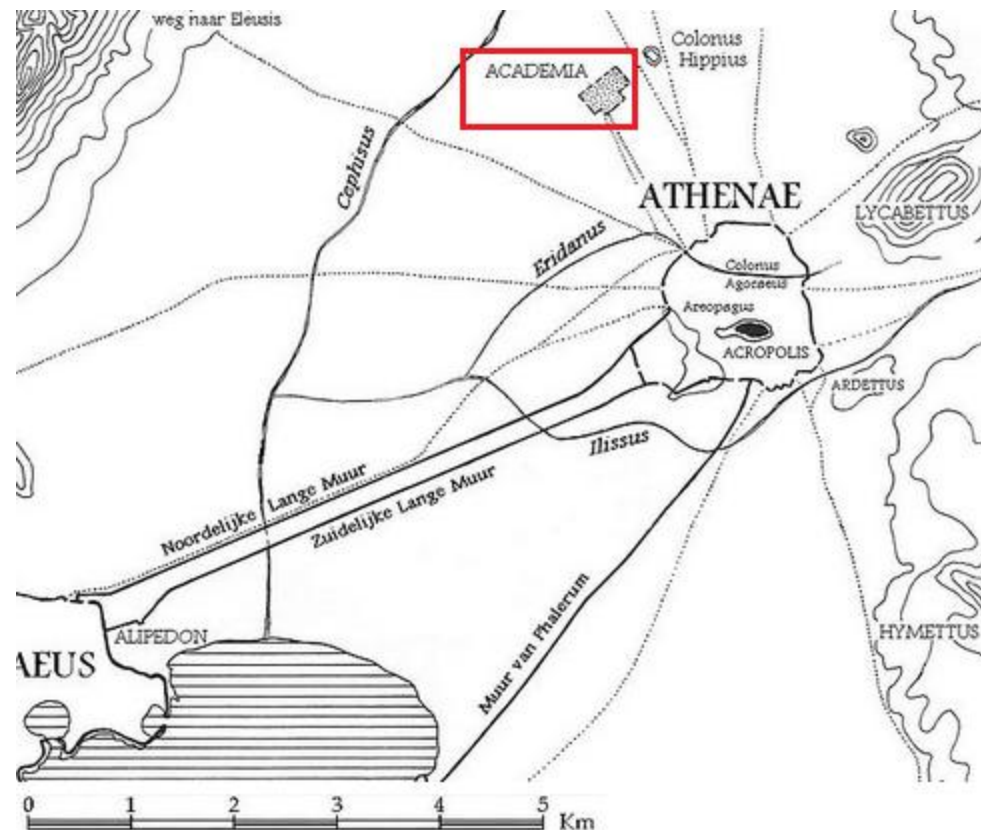 weg naar Eleusis
Colonus
Hippius
ACADEMIA
Cephisus
ATHENAE
LYCABETTUS
Eridanus
Colonus
Agoraeus
Areopagus
ACROPOLIS
ARDETTUS
Ilissus
Noordelijke Lange Muur
Zuidelijke Lange Muur
Muur van Phalerum
HYMETTUS
ALIPEDON
AEUS
0 1 2 3 4 5 Km